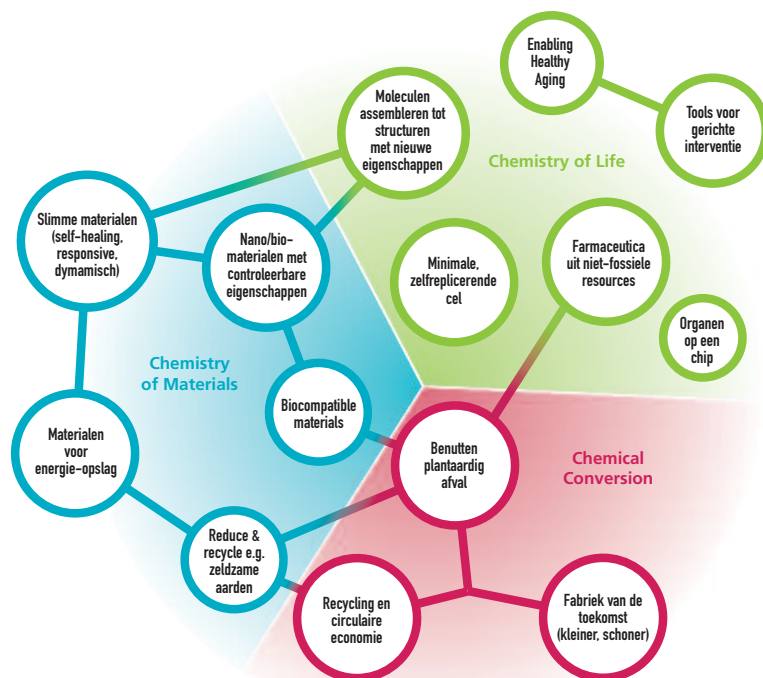 Enabling
Healthy
Aging
Tools voor
gerichte
interventie
Moleculen
assembleren tot
structuren
met nieuwe
eigenschappen
Chemistry of Life
Slimme materialen
(self-healing,
responsive,
dynamisch)
Nano/bio-
materialen met
controleerbare
eigenschappen
Minimale,
zelfreplicerende
cel
Farmaceutica
uit niet-fossiele
resources
Organen
op een
chip
Chemistry
of Materials
Biocompatible
materials
Materialen
voor
energie-opslag
Benutten
plantaardig
afval
Chemical
Conversion
Reduce &
recycle e.g.
zeldzame
aarden
Recycling en
circulaire
economie
Fabriek van de
toekomst
(kleiner, schoner)